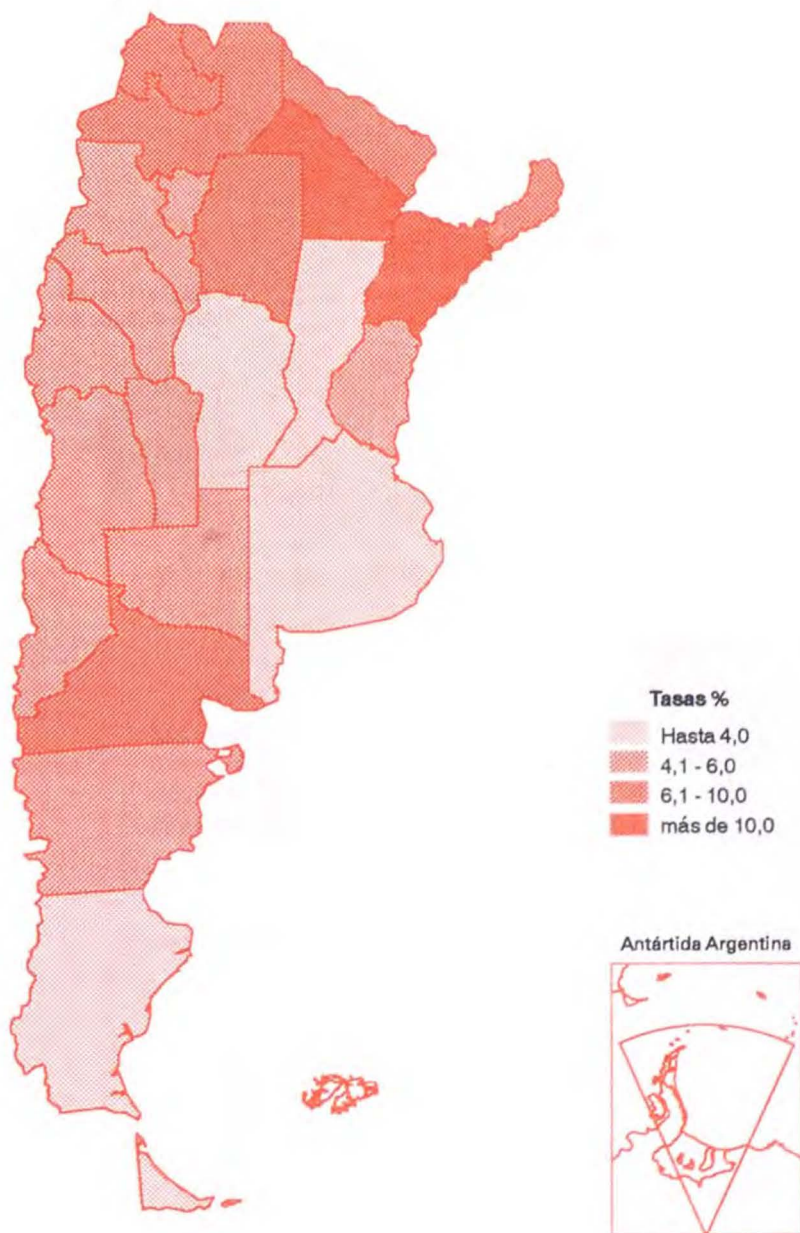 Tasas %
Hasta 4,0
4,1 - 6,0
6,1 - 10,0
más de 10,0
Antártida Argentina